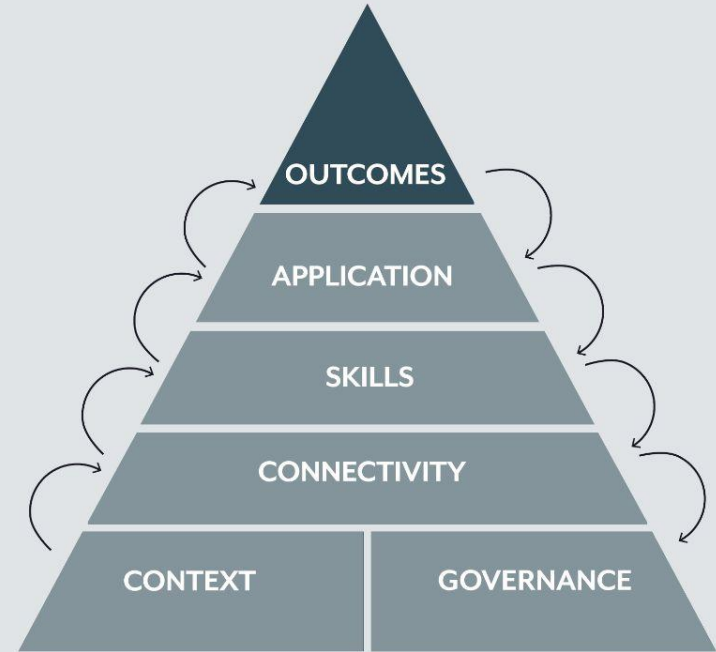 OUTCOMES
APPLICATION
SKILLS
CONNECTIVITY
CONTEXT
GOVERNANCE